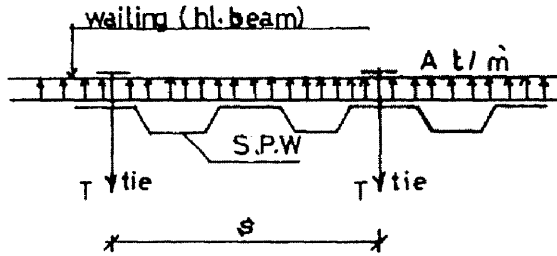 wailing (hl. beam)
A t/m̀
S.P.W
T tie
T tie
s